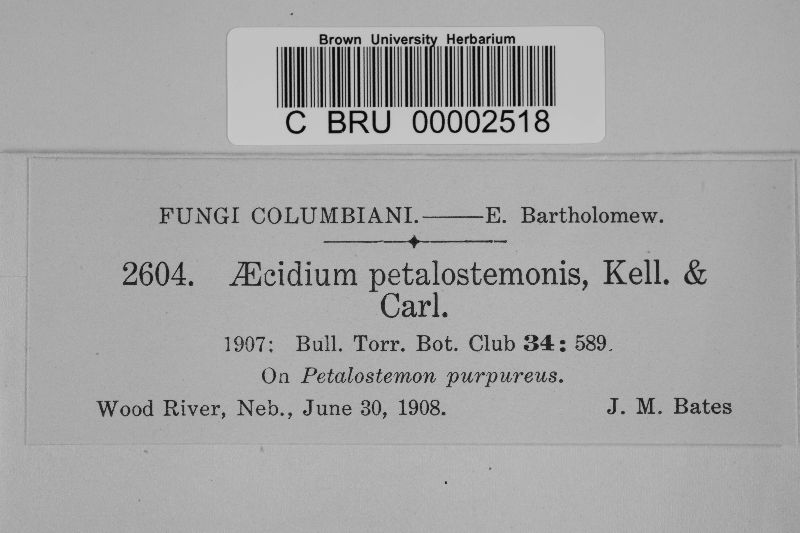 Brown University Herbarium
C BRU 00002518
FUNGI COLUMBIANI.——E. Bartholomew.
2604. Æcidium petalostemonis, Kell. &
Carl.
1907: Bull. Torr. Bot. Club 34: 589.
On Petalostemon purpureus.
Wood River, Neb., June 30, 1908. J. M. Bates